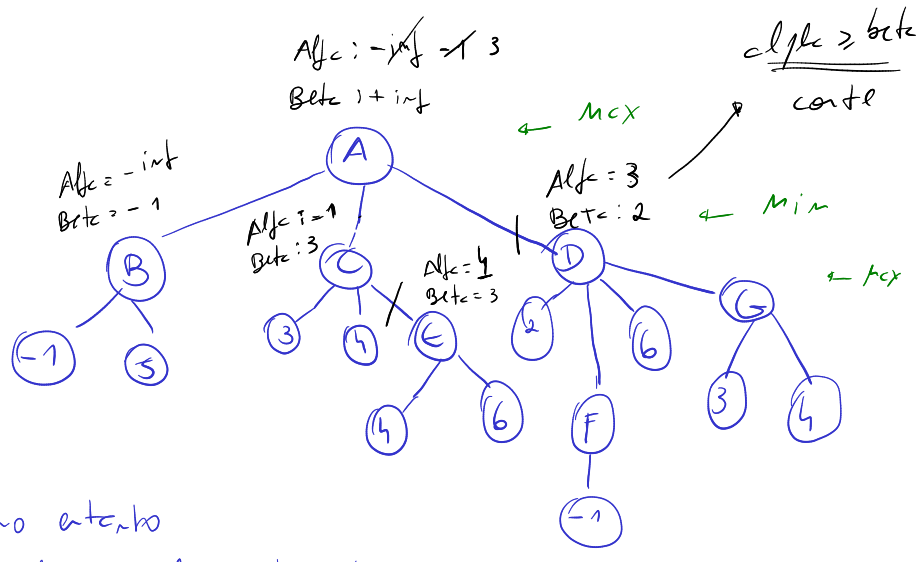 Alfa: -inf -1 3
Beta: +inf
alpha ≥ beta
corte
← Max
A
Alfa = -inf
Beta = -1
Alfa: -1
Beta: 3
Alfa = 3
Beta: 2
← Min
B
C
D
Alfa = 4
Beta = 3
← Max
-1
5
3
4
E
2
6
G
4
6
F
3
4
-1